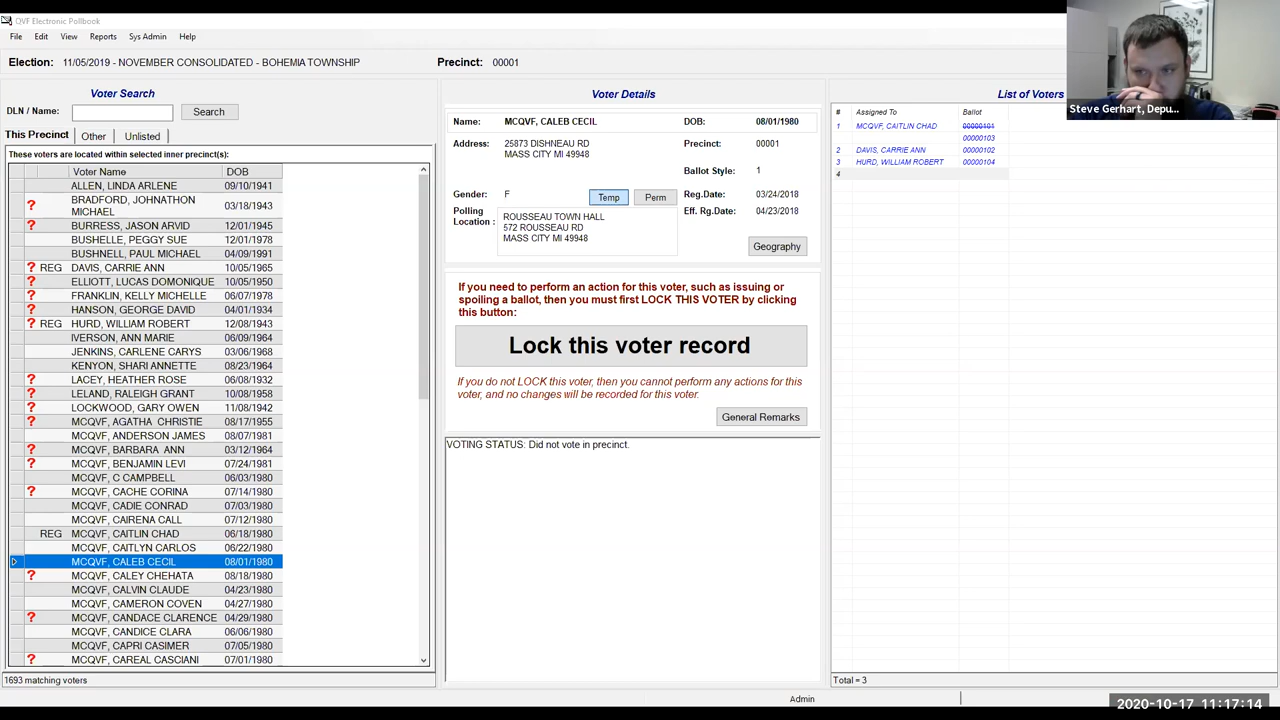 QVF Electronic Pollbook
File Edit View Reports Sys Admin Help
Election: 11/05/2019 - NOVEMBER CONSOLIDATED - BOHEMIA TOWNSHIP Precinct: 00001
Voter Search
DLN / Name: Search
This Precinct Other Unlisted
These voters are located within selected inner precinct(s):
Voter Name DOB
ALLEN, LINDA ARLENE 09/10/1941
? BRADFORD, JOHNATHON
MICHAEL 03/18/1943
? BURRESS, JASON ARVID 12/01/1945
BUSHELLE, PEGGY SUE 12/01/1978
BUSHNELL, PAUL MICHAEL 04/09/1991
? REG DAVIS, CARRIE ANN 10/05/1965
? ELLIOTT, LUCAS DOMONIQUE 10/05/1950
? FRANKLIN, KELLY MICHELLE 06/07/1978
? HANSON, GEORGE DAVID 04/01/1934
? REG HURD, WILLIAM ROBERT 12/08/1943
IVERSON, ANN MARIE 06/09/1964
JENKINS, CARLENE CARYS 03/06/1968
KENYON, SHARI ANNETTE 08/23/1964
? LACEY, HEATHER ROSE 06/08/1932
? LELAND, RALEIGH GRANT 10/08/1958
? LOCKWOOD, GARY OWEN 11/08/1942
? MCQVF, AGATHA CHRISTIE 08/17/1955
MCQVF, ANDERSON JAMES 08/07/1981
? MCQVF, BARBARA ANN 03/12/1964
? MCQVF, BENJAMIN LEVI 07/24/1981
MCQVF, C CAMPBELL 06/03/1980
? MCQVF, CACHE CORINA 07/14/1980
MCQVF, CADIE CONRAD 07/03/1980
MCQVF, CAIRENA CALL 07/12/1980
REG MCQVF, CAITLIN CHAD 06/18/1980
MCQVF, CAITLYN CARLOS 06/22/1980
MCQVF, CALEB CECIL 08/01/1980
? MCQVF, CALEY CHEHATA 08/18/1980
MCQVF, CALVIN CLAUDE 04/23/1980
MCQVF, CAMERON COVEN 04/27/1980
? MCQVF, CANDACE CLARENCE 04/29/1980
MCQVF, CANDICE CLARA 06/06/1980
MCQVF, CAPRI CASIMER 07/05/1980
? MCQVF, CAREAL CASCIANI 07/01/1980
1693 matching voters
Voter Details
Name: MCQVF, CALEB CECIL DOB: 08/01/1980
Address: 25873 DISHNEAU RD Precinct: 00001
MASS CITY MI 49948
Ballot Style: 1
Gender: F Temp Perm Reg.Date: 03/24/2018
Polling Location : ROUSSEAU TOWN HALL Eff. Rg.Date: 04/23/2018
572 ROUSSEAU RD
MASS CITY MI 49948
Geography
If you need to perform an action for this voter, such as issuing or
spoiling a ballot, then you must first LOCK THIS VOTER by clicking
this button:
Lock this voter record
If you do not LOCK this voter, then you cannot perform any actions for this
voter, and no changes will be recorded for this voter.
General Remarks
VOTING STATUS: Did not vote in precinct.
List of Voters
# Assigned To Ballot
1 MCQVF, CAITLIN CHAD 00000101
00000103
2 DAVIS, CARRIE ANN 00000102
3 HURD, WILLIAM ROBERT 00000104
4
Total = 3
Admin
Steve Gerhart, Depu...
2020-10-17 11:17:14